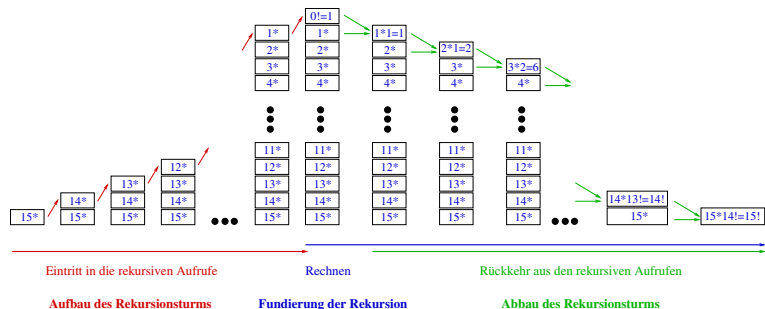 0!=1
1* 1* 1*1=1
2* 2* 2* 2*1=2
3* 3* 3* 3* 3*2=6
4* 4* 4* 4* 4*
11* 11* 11* 11* 11*
12* 12* 12* 12* 12* 12*
13* 13* 13* 13* 13* 13* 13*
14* 14* 14* 14* 14* 14* 14* 14* 14*13!=14!
15* 15* 15* 15* 15* 15* 15* 15* 15* 15* 15*14!=15!
Eintritt in die rekursiven Aufrufe Rechnen Rückkehr aus den rekursiven Aufrufen
Aufbau des Rekursionsturms Fundierung der Rekursion Abbau des Rekursionsturms